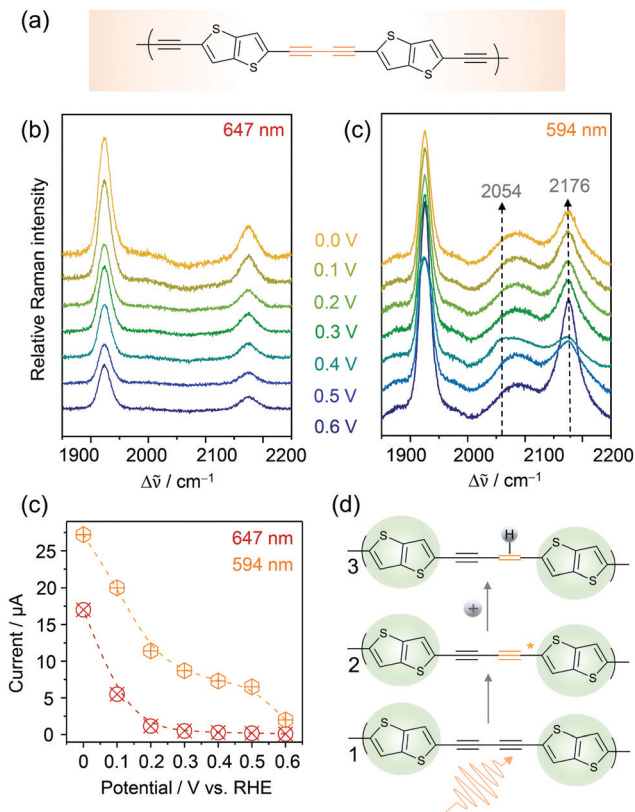 (a)
S
S
S
S
(b)
647 nm
(c)
594 nm
2054
2176
Relative Raman intensity
0.0 V
0.1 V
0.2 V
0.3 V
0.4 V
0.5 V
0.6 V
1900 2000 2100 2200
1900 2000 2100 2200
Δν̃ / cm⁻¹
Δν̃ / cm⁻¹
(c)
647 nm
594 nm
Current / µA
25
20
15
10
5
0
0 0.1 0.2 0.3 0.4 0.5 0.6
Potential / V vs. RHE
(d)
H
S
S
S
S
3
+
S
S
*
S
S
2
S
S
S
S
1